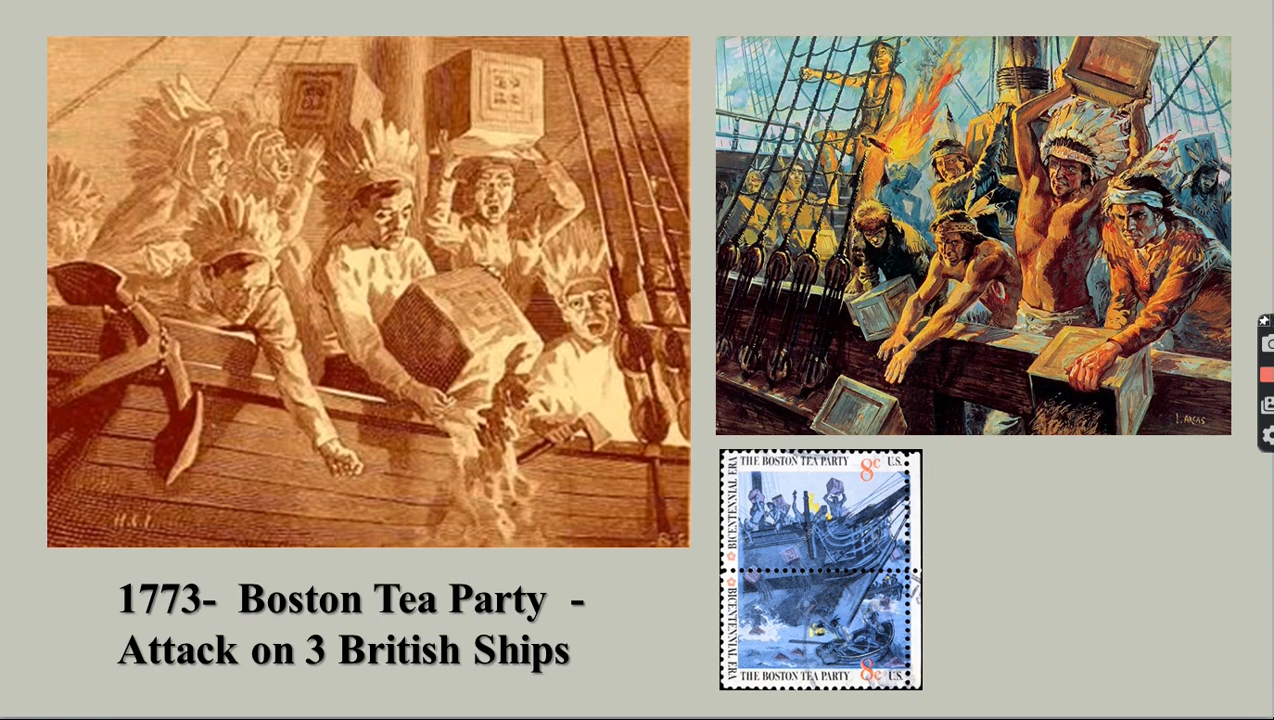 L. ARCAS
THE BOSTON TEA PARTY 8c U.S.
BICENTENNIAL ERA
BICENTENNIAL ERA
THE BOSTON TEA PARTY 8c U.S.
1773- Boston Tea Party -
Attack on 3 British Ships